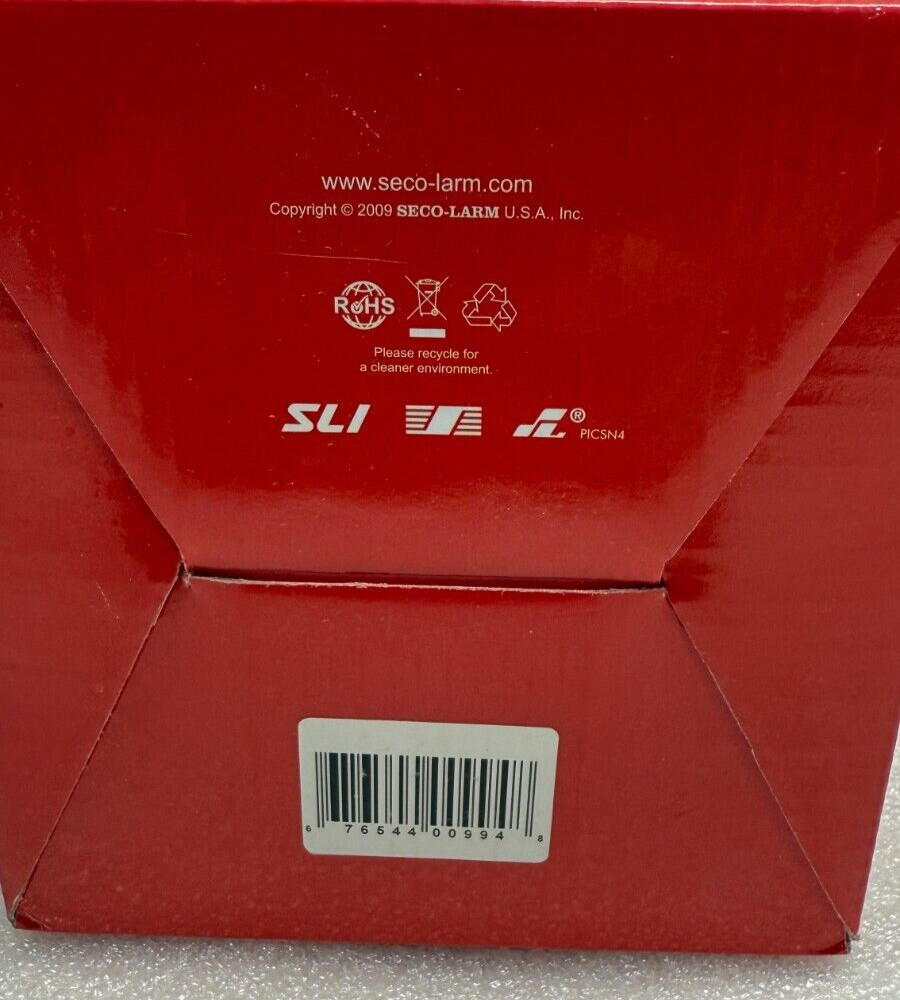 www.seco-larm.com
Copyright © 2009 SECO-LARM U.S.A., Inc.
RoHS
Please recycle for
a cleaner environment.
SLI ® PICSN4
6 76544 00994 8